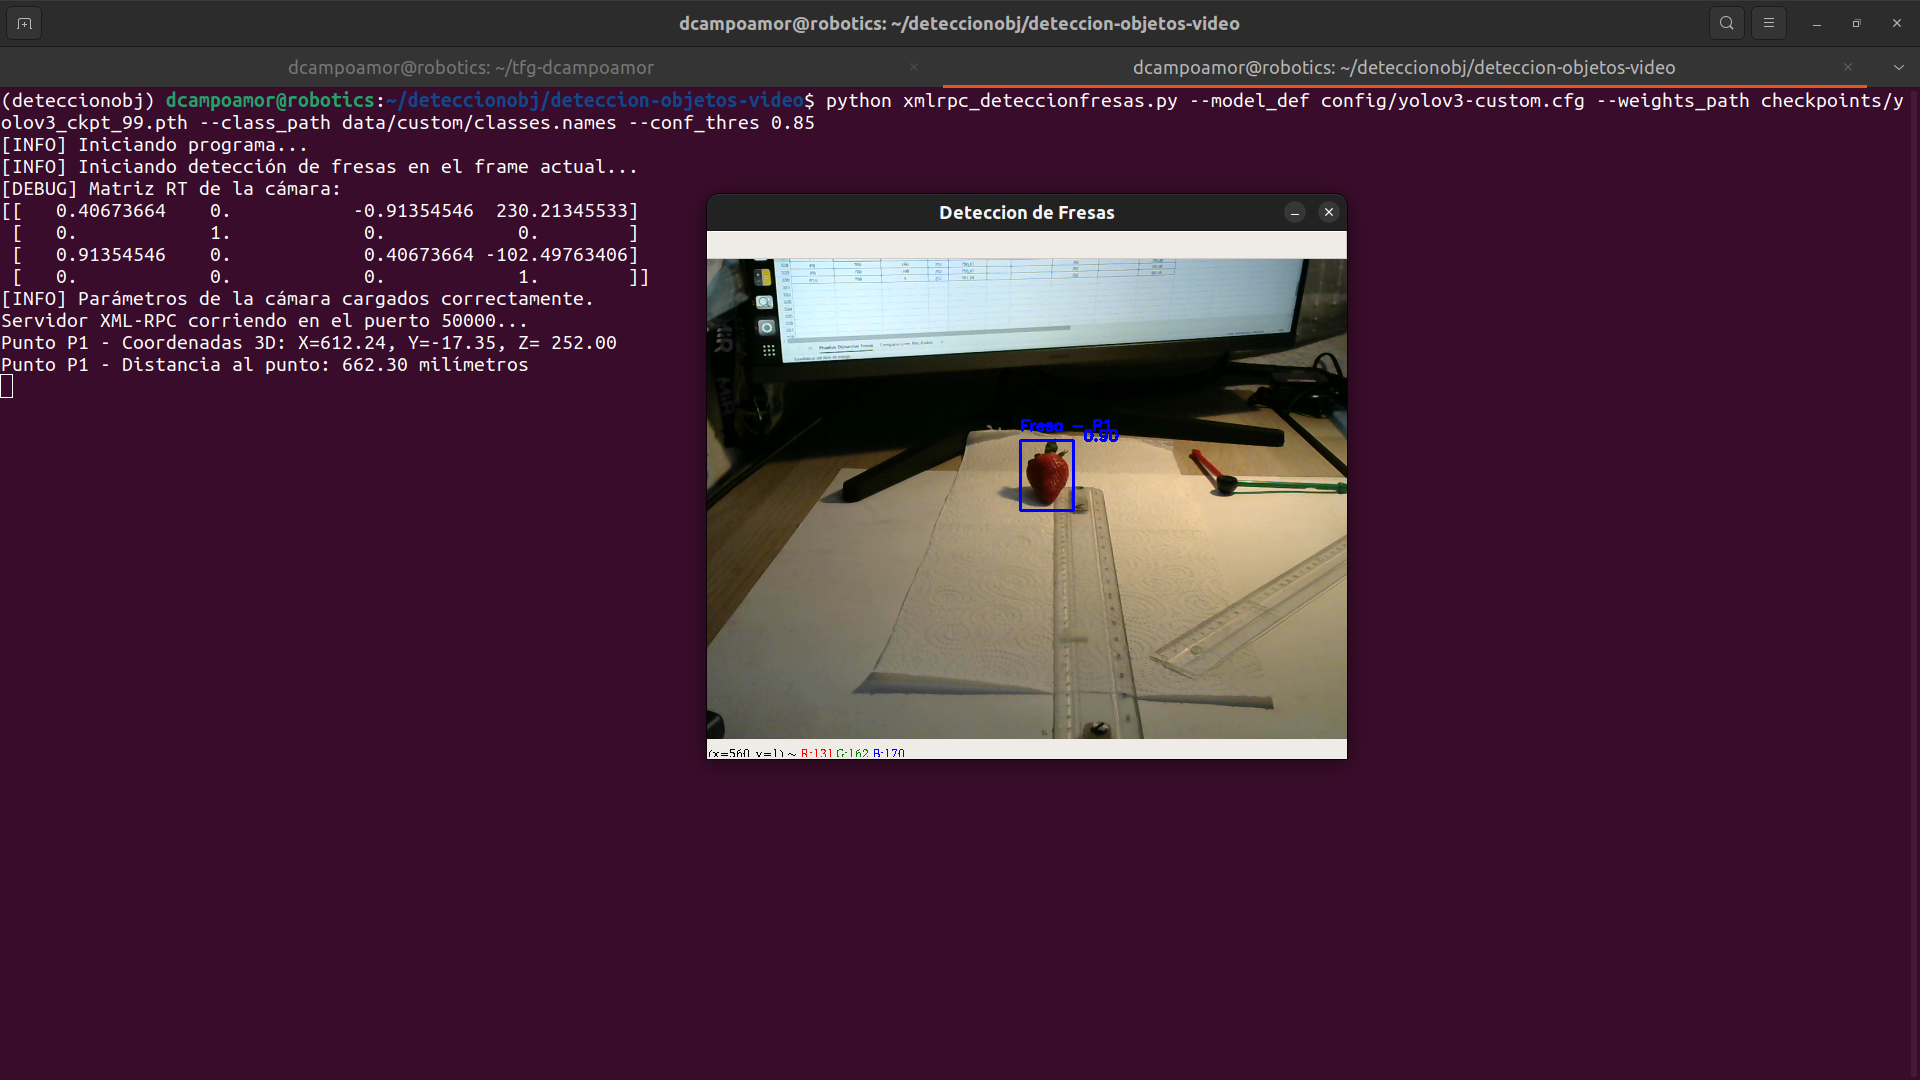 dcampoamor@robotics: ~/deteccionobj/deteccion-objetos-video
dcampoamor@robotics: ~/tfg-dcampoamor
dcampoamor@robotics: ~/deteccionobj/deteccion-objetos-video
(deteccionobj) dcampoamor@robotics:~/deteccionobj/deteccion-objetos-video$ python xmlrpc_deteccionfresas.py --model_def config/yolov3-custom.cfg --weights_path checkpoints/y
olov3_ckpt_99.pth --class_path data/custom/classes.names --conf_thres 0.85
[INFO] Iniciando programa...
[INFO] Iniciando detección de fresas en el frame actual...
[DEBUG] Matriz RT de la cámara:
[[ 0.40673664 0. -0.91354546 230.21345533]
[ 0. 1. 0. 0. ]
[ 0.91354546 0. 0.40673664 -102.49763406]
[ 0. 0. 0. 1. ]]
[INFO] Parámetros de la cámara cargados correctamente.
Servidor XML-RPC corriendo en el puerto 50000...
Punto P1 - Coordenadas 3D: X=612.24, Y=-17.35, Z= 252.00
Punto P1 - Distancia al punto: 662.30 milímetros
Deteccion de Fresas
Fresa - P1
0.90
(x=560, y=1) ~ R:131 G:162 B:170